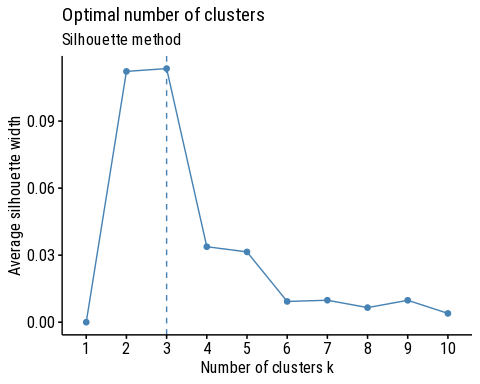 Optimal number of clusters
Silhouette method
Average silhouette width
0.09
0.06
0.03
0.00
1 2 3 4 5 6 7 8 9 10
Number of clusters k